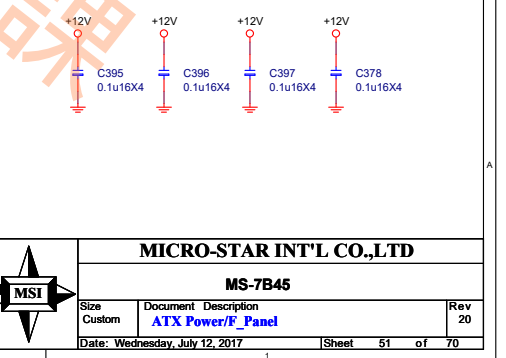 +12V +12V +12V +12V
C395 C396 C397 C378
0.1u16X4 0.1u16X4 0.1u16X4 0.1u16X4
課
A
MICRO-STAR INT'L CO.,LTD
MS-7B45
MSI
Size Document Description Rev
Custom ATX Power/F_Panel 20
Date: Wednesday, July 12, 2017 Sheet 51 of 70
1